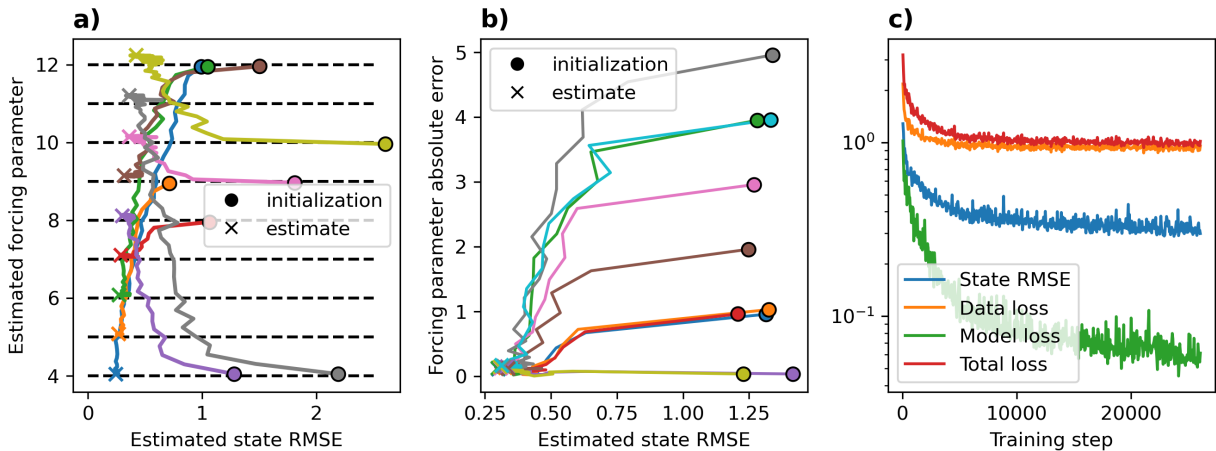 a)
Estimated forcing parameter
12
10
8
6
4
initialization
estimate
0
1
2
Estimated state RMSE
b)
Forcing parameter absolute error
5
4
3
2
1
0
initialization
estimate
0.25
0.50
0.75
1.00
1.25
Estimated state RMSE
c)
10⁰
10⁻¹
State RMSE
Data loss
Model loss
Total loss
0
10000
20000
Training step